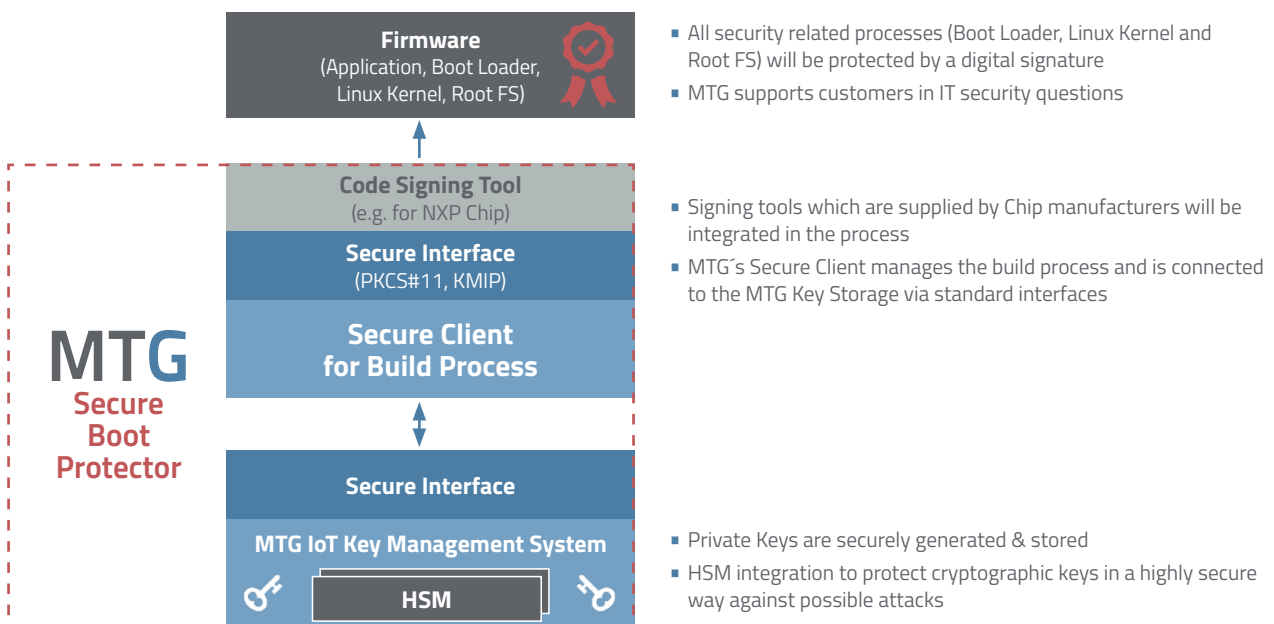 Firmware
(Application, Boot Loader,
Linux Kernel, Root FS)
▪ All security related processes (Boot Loader, Linux Kernel and
Root FS) will be protected by a digital signature
▪ MTG supports customers in IT security questions
Code Signing Tool
(e.g. for NXP Chip)
Secure Interface
(PKCS#11, KMIP)
Secure Client
for Build Process
▪ Signing tools which are supplied by Chip manufacturers will be
integrated in the process
▪ MTG´s Secure Client manages the build process and is connected
to the MTG Key Storage via standard interfaces
MTG
Secure
Boot
Protector
Secure Interface
MTG IoT Key Management System
HSM
▪ Private Keys are securely generated & stored
▪ HSM integration to protect cryptographic keys in a highly secure
way against possible attacks